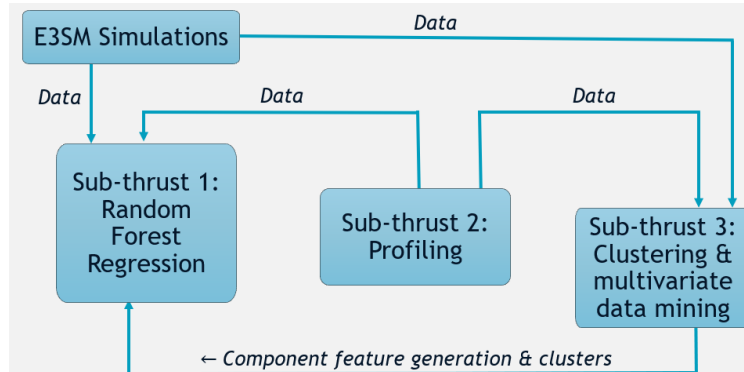 Data
E3SM Simulations
Data
Data
Data
Sub-thrust 1:
Random
Forest
Regression
Sub-thrust 2:
Profiling
Sub-thrust 3:
Clustering &
multivariate
data mining
← Component feature generation & clusters